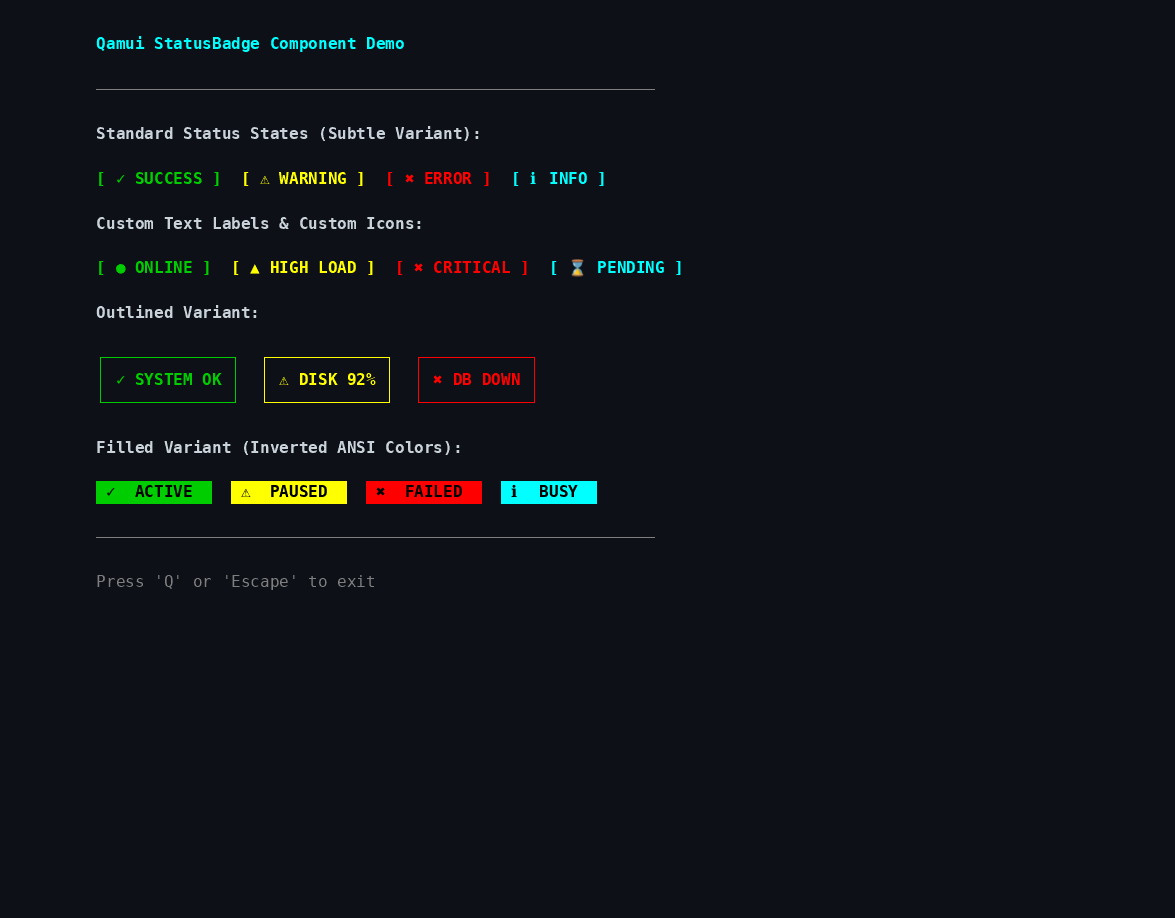 Qamui StatusBadge Component Demo
Standard Status States (Subtle Variant):
[ ✓ SUCCESS ]  [ ⚠ WARNING ]  [ ✖ ERROR ]  [ ℹ INFO ]
Custom Text Labels & Custom Icons:
[ ● ONLINE ]  [ ▲ HIGH LOAD ]  [ ✖ CRITICAL ]  [ ⌛ PENDING ]
Outlined Variant:
✓ SYSTEM OK  ⚠ DISK 92%  ✖ DB DOWN
Filled Variant (Inverted ANSI Colors):
✓ ACTIVE  ⚠ PAUSED  ✖ FAILED  ℹ BUSY
Press 'Q' or 'Escape' to exit